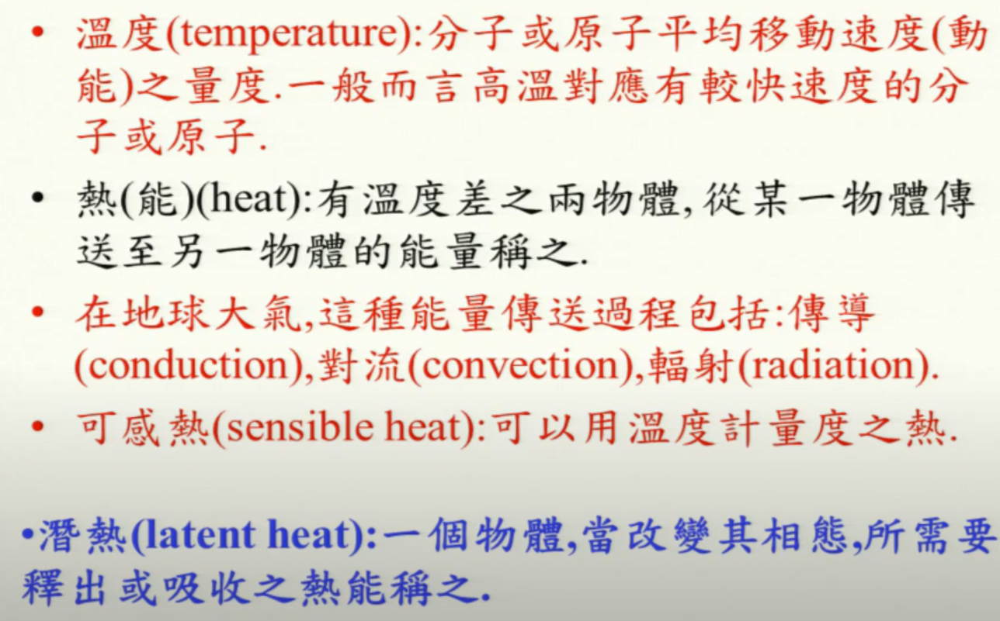 • 溫度(temperature):分子或原子平均移動速度(動
能)之量度.一般而言高溫對應有較快速度的分
子或原子.
• 熱(能)(heat):有溫度差之兩物體,從某一物體傳
送至另一物體的能量稱之.
• 在地球大氣,這種能量傳送過程包括:傳導
(conduction),對流(convection),輻射(radiation).
• 可感熱(sensible heat):可以用溫度計量度之熱.
•潛熱(latent heat):一個物體,當改變其相態,所需要
釋出或吸收之熱能稱之.